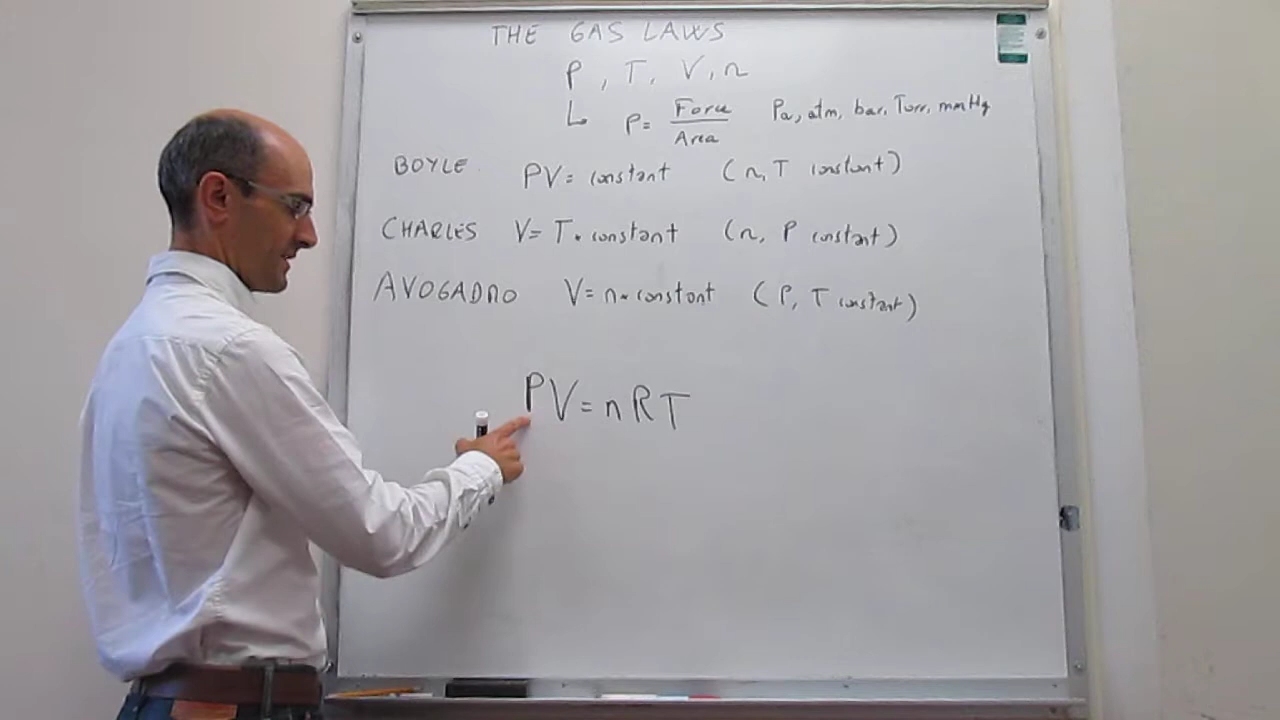 THE GAS LAWS
P, T, V, n
P = Force / Area Pa, atm, bar, Torr, mmHg
BOYLE PV = constant (n, T constant)
CHARLES V = T • constant (n, P constant)
AVOGADRO V = n • constant (P, T constant)
PV = nRT